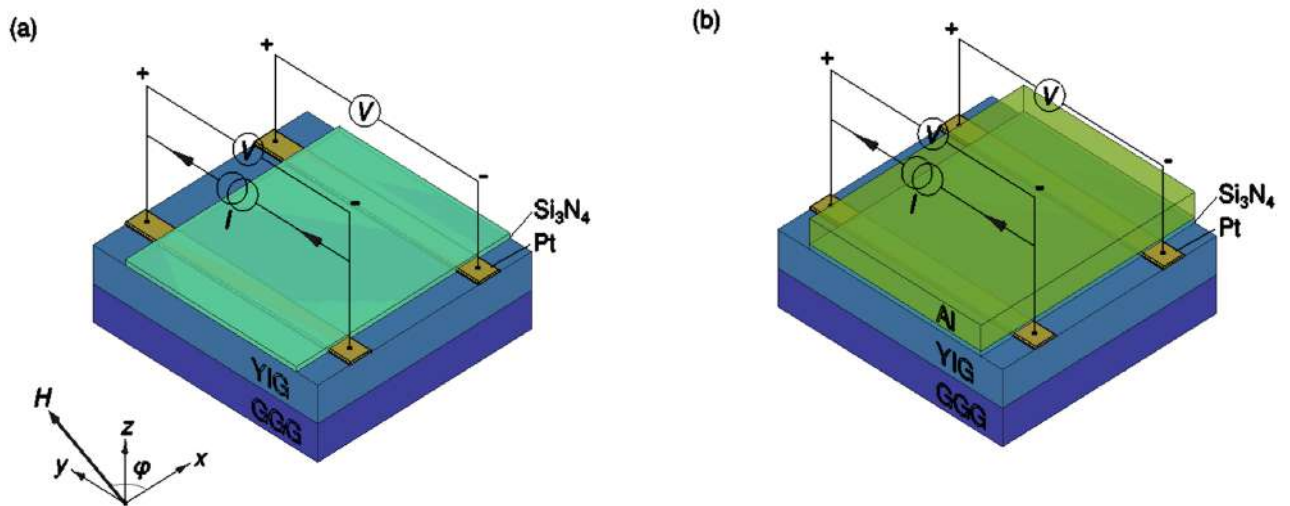 (a)
+
+
V
V
-
-
I
Si₃N₄
Pt
YIG
GGG
H
z
y
φ
x
(b)
+
+
V
V
-
-
I
Si₃N₄
Pt
Al
YIG
GGG